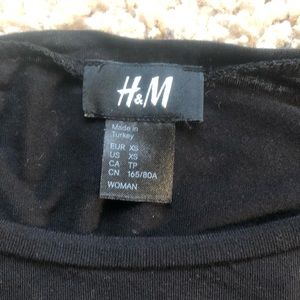 H&M
Made in
Turkey
EUR XS
US XS
CA TP
CN 165/80A
WOMAN